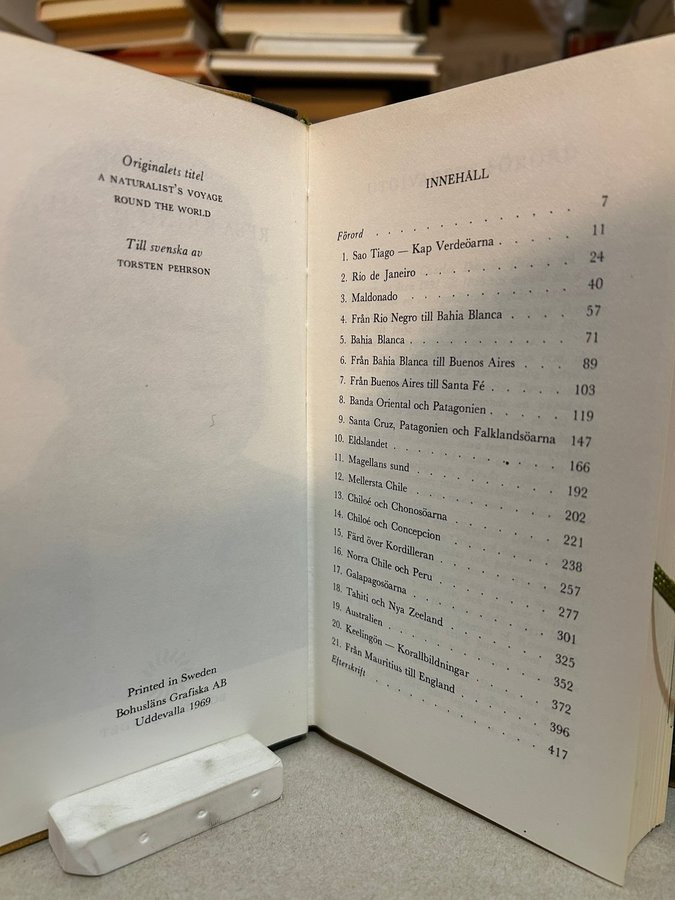 Originalets titel
A NATURALIST'S VOYAGE
ROUND THE WORLD
Till svenska av
TORSTEN PEHRSON
Printed in Sweden
Bohusläns Grafiska AB
Uddevalla 1969
INNEHÅLL
Förord . . . . . . . . . . . . 7
1. Sao Tiago — Kap Verdeöarna . . . . . 11
2. Rio de Janeiro . . . . . . . . . . 24
3. Maldonado . . . . . . . . . . . 40
4. Från Rio Negro till Bahia Blanca . . . . 57
5. Bahia Blanca . . . . . . . . . . . 71
6. Från Bahia Blanca till Buenos Aires . . . 89
7. Från Buenos Aires till Santa Fé . . . . . 103
8. Banda Oriental och Patagonien . . . . . 119
9. Santa Cruz, Patagonien och Falklandsöarna 147
10. Eldslandet . . . . . . . . . . . 166
11. Magellans sund . . . . . . . . . . 192
12. Mellersta Chile . . . . . . . . . . 202
13. Chiloé och Chonosöarna . . . . . . . 221
14. Chiloé och Concepcion . . . . . . . 238
15. Färd över Kordilleran . . . . . . . . 257
16. Norra Chile och Peru . . . . . . . . 277
17. Galapagosöarna . . . . . . . . . . 301
18. Tahiti och Nya Zeeland . . . . . . . 325
19. Australien . . . . . . . . . . . 352
20. Keelingön — Korallbildningar . . . . . 372
21. Från Mauritius till England . . . . . . 396
Efterskrift . . . . . . . . . . . . 417